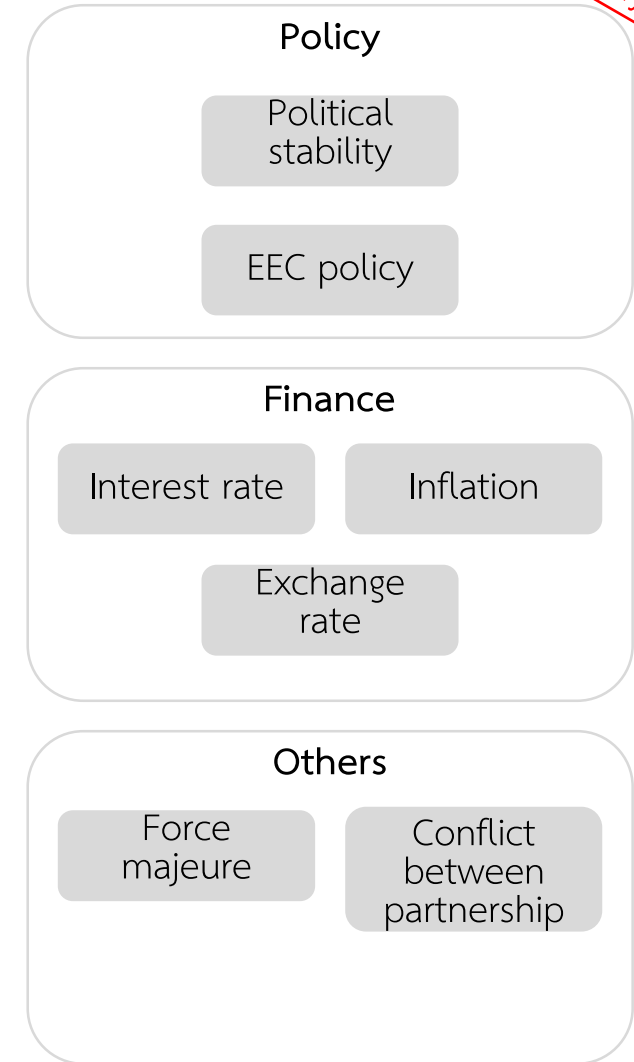 Policy
Political
stability
EEC policy
Finance
Interest rate
Inflation
Exchange
rate
Others
Force
majeure
Conflict
between
partnership